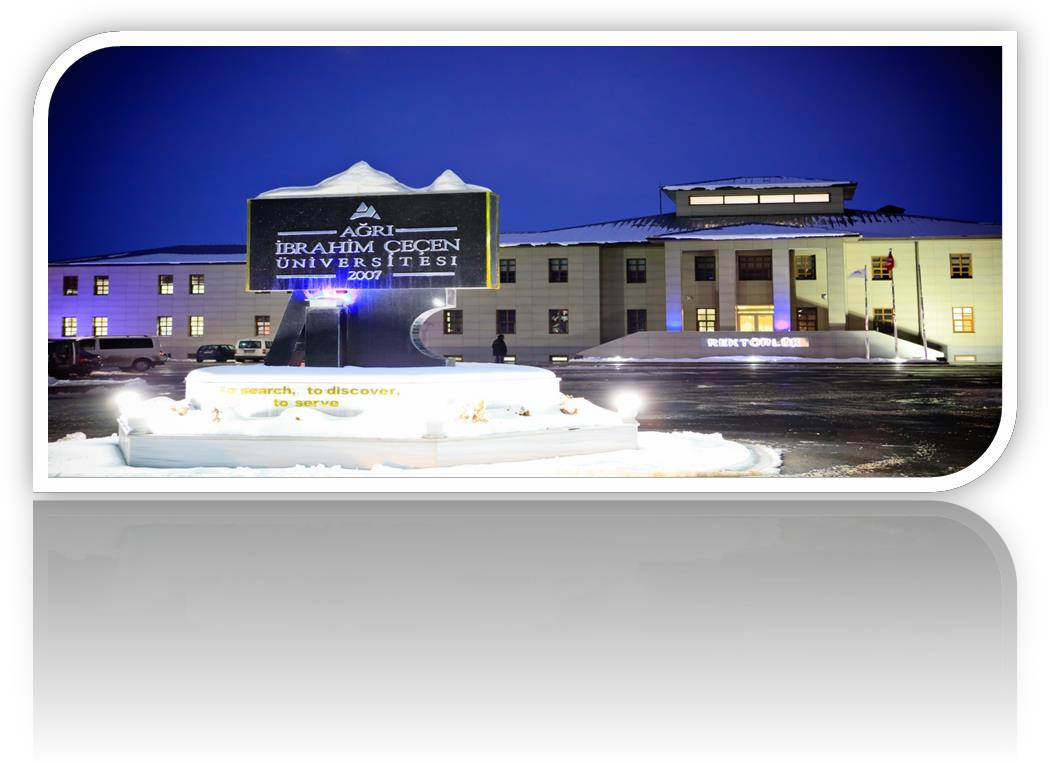 AĞRI
İBRAHİM ÇEÇEN
ÜNİVERSİTESİ
2007
to search, to discover,
to serve
REKTÖRLÜK